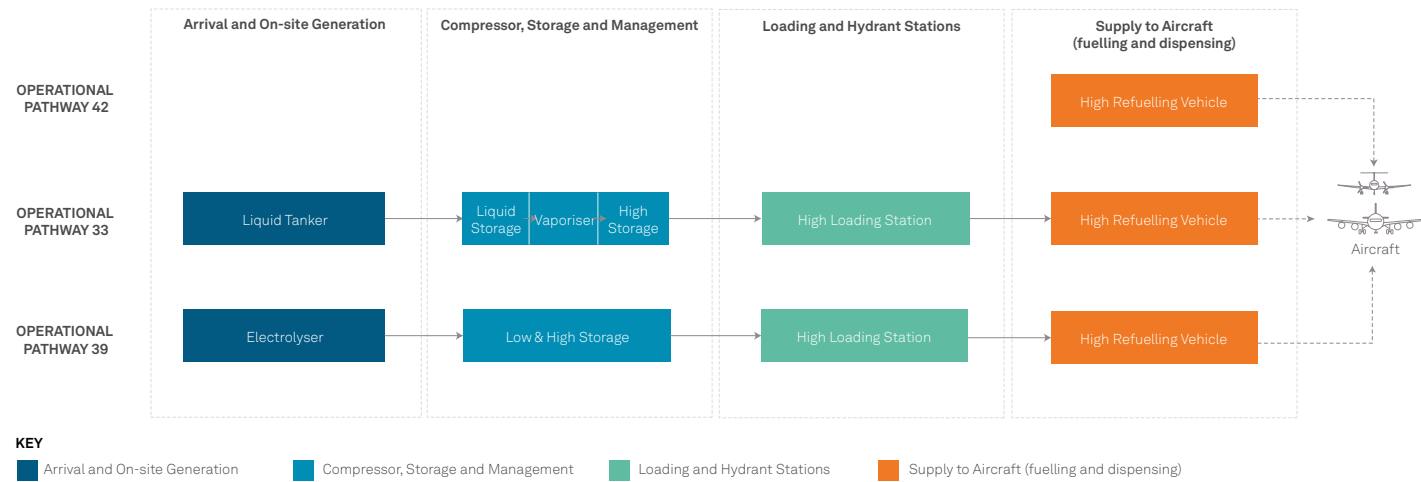 Arrival and On-site Generation
Compressor, Storage and Management
Loading and Hydrant Stations
Supply to Aircraft
(fuelling and dispensing)
OPERATIONAL
PATHWAY 42
High Refuelling Vehicle
OPERATIONAL
PATHWAY 33
Liquid Tanker
Liquid
Storage
Vaporiser
High
Storage
High Loading Station
High Refuelling Vehicle
Aircraft
OPERATIONAL
PATHWAY 39
Electrolyser
Low & High Storage
High Loading Station
High Refuelling Vehicle
KEY
Arrival and On-site Generation
Compressor, Storage and Management
Loading and Hydrant Stations
Supply to Aircraft (fuelling and dispensing)